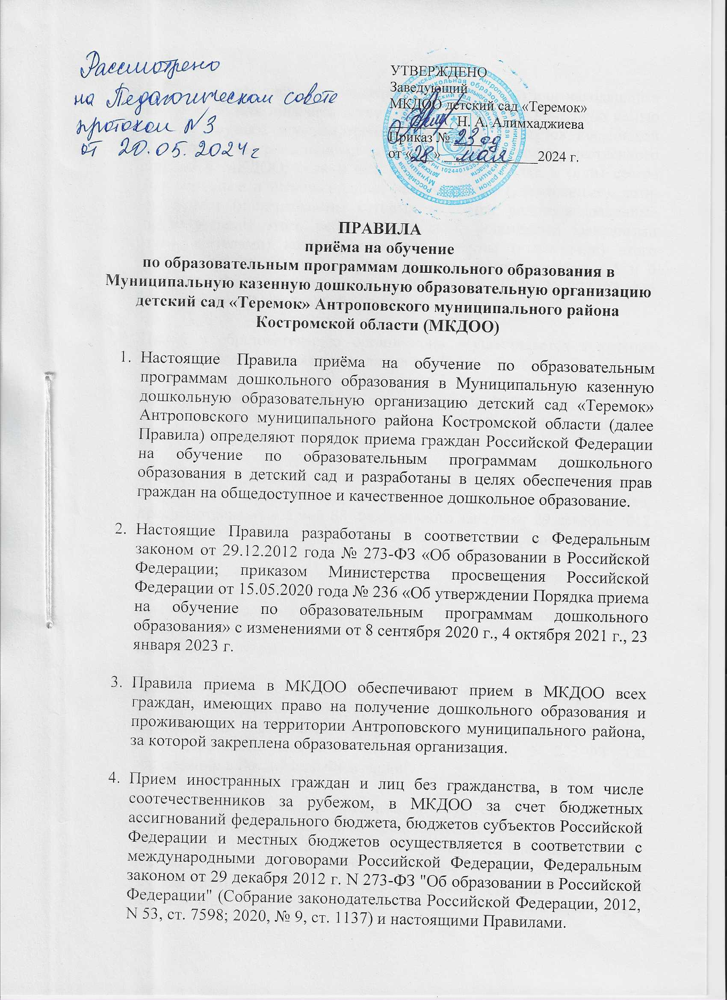 Рассмотрено
на Педагогическом совете
протокол №3
от 20.05.2024 г
УТВЕРЖДЕНО
Заведующий
МКДОО детский сад «Теремок»
Н. А. Алимхаджиева
Приказ № 23 од
от «28» мая 2024 г.
ПРАВИЛА
приёма на обучение
по образовательным программам дошкольного образования в
Муниципальную казенную дошкольную образовательную организацию
детский сад «Теремок» Антроповского муниципального района
Костромской области (МКДОО)
1. Настоящие Правила приёма на обучение по образовательным
программам дошкольного образования в Муниципальную казенную
дошкольную образовательную организацию детский сад «Теремок»
Антроповского муниципального района Костромской области (далее
Правила) определяют порядок приема граждан Российской Федерации
на обучение по образовательным программам дошкольного
образования в детский сад и разработаны в целях обеспечения прав
граждан на общедоступное и качественное дошкольное образование.
2. Настоящие Правила разработаны в соответствии с Федеральным
законом от 29.12.2012 года № 273-ФЗ «Об образовании в Российской
Федерации; приказом Министерства просвещения Российской
Федерации от 15.05.2020 года № 236 «Об утверждении Порядка приема
на обучение по образовательным программам дошкольного
образования» с изменениями от 8 сентября 2020 г., 4 октября 2021 г., 23
января 2023 г.
3. Правила приема в МКДОО обеспечивают прием в МКДОО всех
граждан, имеющих право на получение дошкольного образования и
проживающих на территории Антроповского муниципального района,
за которой закреплена образовательная организация.
4. Прием иностранных граждан и лиц без гражданства, в том числе
соотечественников за рубежом, в МКДОО за счет бюджетных
ассигнований федерального бюджета, бюджетов субъектов Российской
Федерации и местных бюджетов осуществляется в соответствии с
международными договорами Российской Федерации, Федеральным
законом от 29 декабря 2012 г. N 273-ФЗ "Об образовании в Российской
Федерации" (Собрание законодательства Российской Федерации, 2012,
N 53, ст. 7598; 2020, № 9, ст. 1137) и настоящими Правилами.